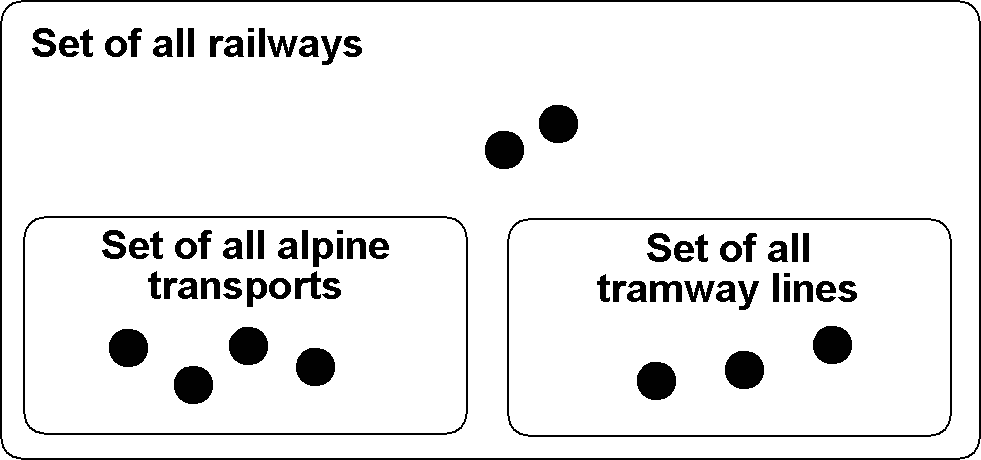 Set of all railways
Set of all alpine
transports
Set of all
tramway lines